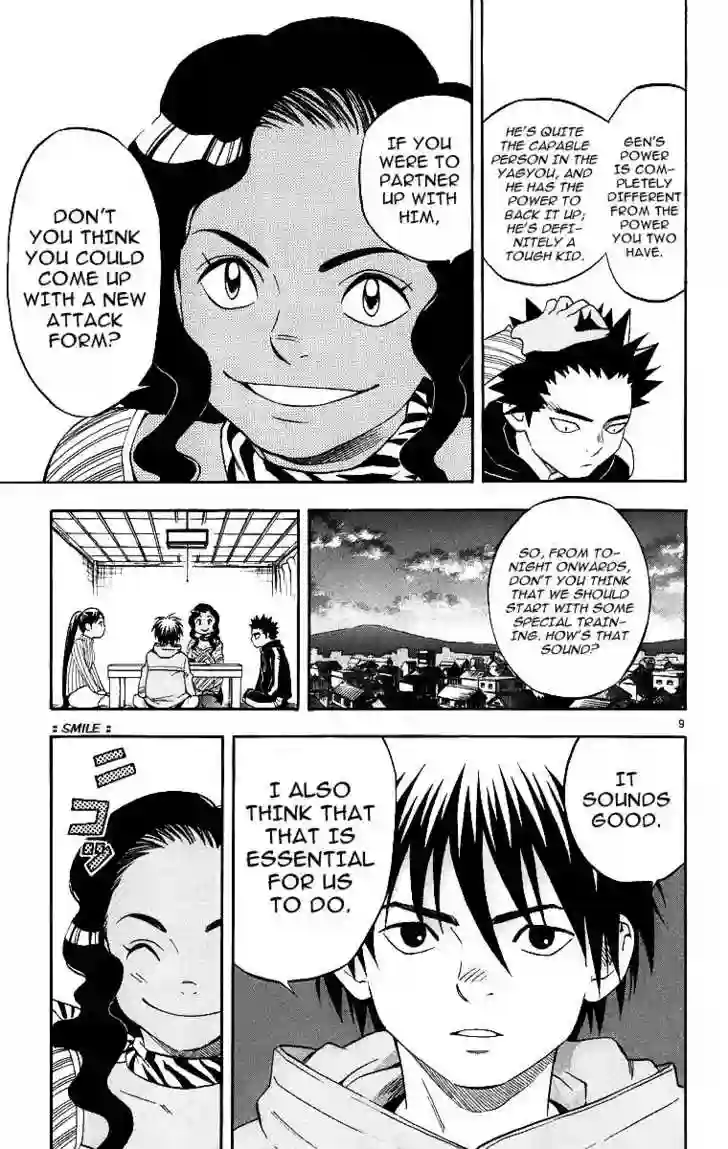 GEN'S
POWER
IS COM-
PLETELY
DIFFERENT
FROM THE
POWER
YOU TWO
HAVE.
HE'S QUITE
THE CAPABLE
PERSON IN THE
YAGYOU, AND
HE HAS THE
POWER TO
BACK IT UP;
HE'S DEFI-
NITELY A
TOUGH KID.
IF YOU
WERE TO
PARTNER
UP WITH
HIM,
DON'T
YOU THINK
YOU COULD
COME UP
WITH A NEW
ATTACK
FORM?
SO, FROM TO-
NIGHT ONWARDS,
DON'T YOU THINK
THAT WE SHOULD
START WITH SOME
SPECIAL TRAIN-
ING. HOW'S THAT
SOUND?
9
IT
SOUNDS
GOOD.
I ALSO
THINK THAT
THAT IS
ESSENTIAL
FOR US
TO DO.
:: SMILE ::
ニコッ